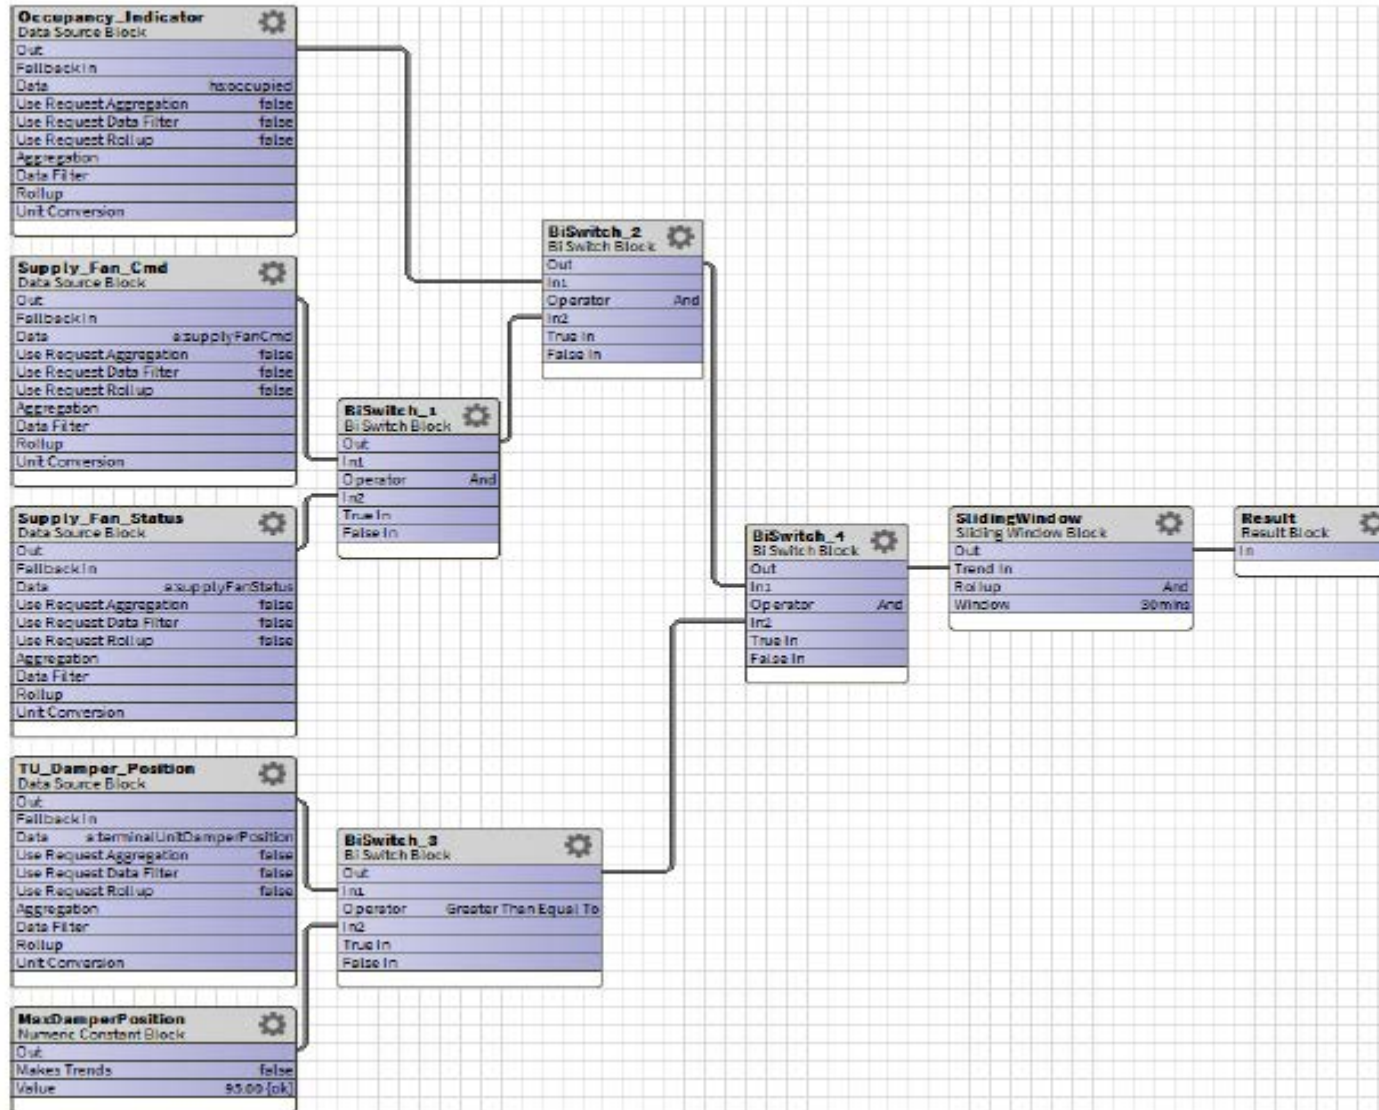 Occupancy_Indicator
Data Source Block
Out
Fallback In
Data hs:occupied
Use Request Aggregation false
Use Request Data Filter false
Use Request Rollup false
Aggregation
Data Filter
Rollup
Unit Conversion
Supply_Fan_Cmd
Data Source Block
Out
Fallback In
Data a:supplyFanCmd
Use Request Aggregation false
Use Request Data Filter false
Use Request Rollup false
Aggregation
Data Filter
Rollup
Unit Conversion
Supply_Fan_Status
Data Source Block
Out
Fallback In
Data a:supplyFanStatus
Use Request Aggregation false
Use Request Data Filter false
Use Request Rollup false
Aggregation
Data Filter
Rollup
Unit Conversion
TU_Damper_Position
Data Source Block
Out
Fallback In
Data a:terminalUnitDamperPosition
Use Request Aggregation false
Use Request Data Filter false
Use Request Rollup false
Aggregation
Data Filter
Rollup
Unit Conversion
MaxDamperPosition
Numeric Constant Block
Out
Makes Trends false
Value 95.00 {ok}
BiSwitch_1
Bi Switch Block
Out
In1
Operator And
In2
True In
False In
BiSwitch_2
Bi Switch Block
Out
In1
Operator And
In2
True In
False In
BiSwitch_3
Bi Switch Block
Out
In1
Operator Greater Than Equal To
In2
True In
False In
BiSwitch_4
Bi Switch Block
Out
In1
Operator And
In2
True In
False In
SlidingWindow
Sliding Window Block
Out
Trend In
Rollup And
Window 30mins
Result
Result Block
In